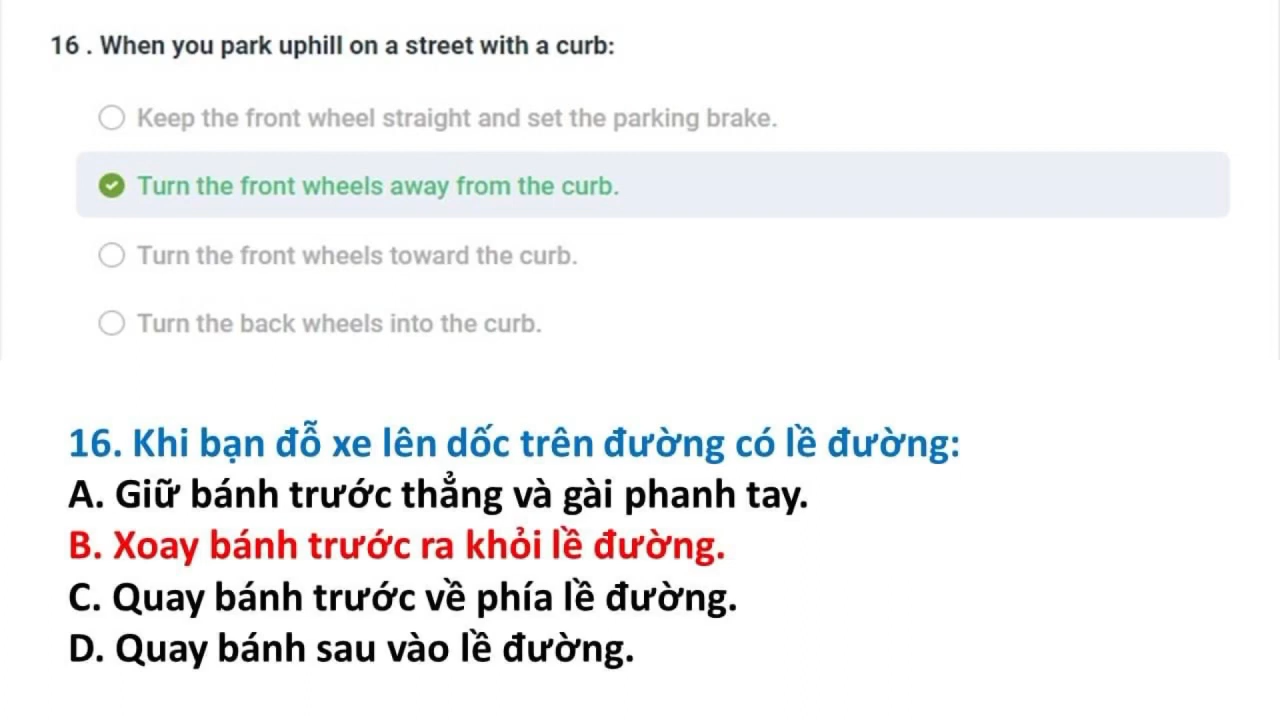 16 . When you park uphill on a street with a curb:
Keep the front wheel straight and set the parking brake.
Turn the front wheels away from the curb.
Turn the front wheels toward the curb.
Turn the back wheels into the curb.
16. Khi bạn đỗ xe lên dốc trên đường có lề đường:
A. Giữ bánh trước thẳng và gài phanh tay.
B. Xoay bánh trước ra khỏi lề đường.
C. Quay bánh trước về phía lề đường.
D. Quay bánh sau vào lề đường.